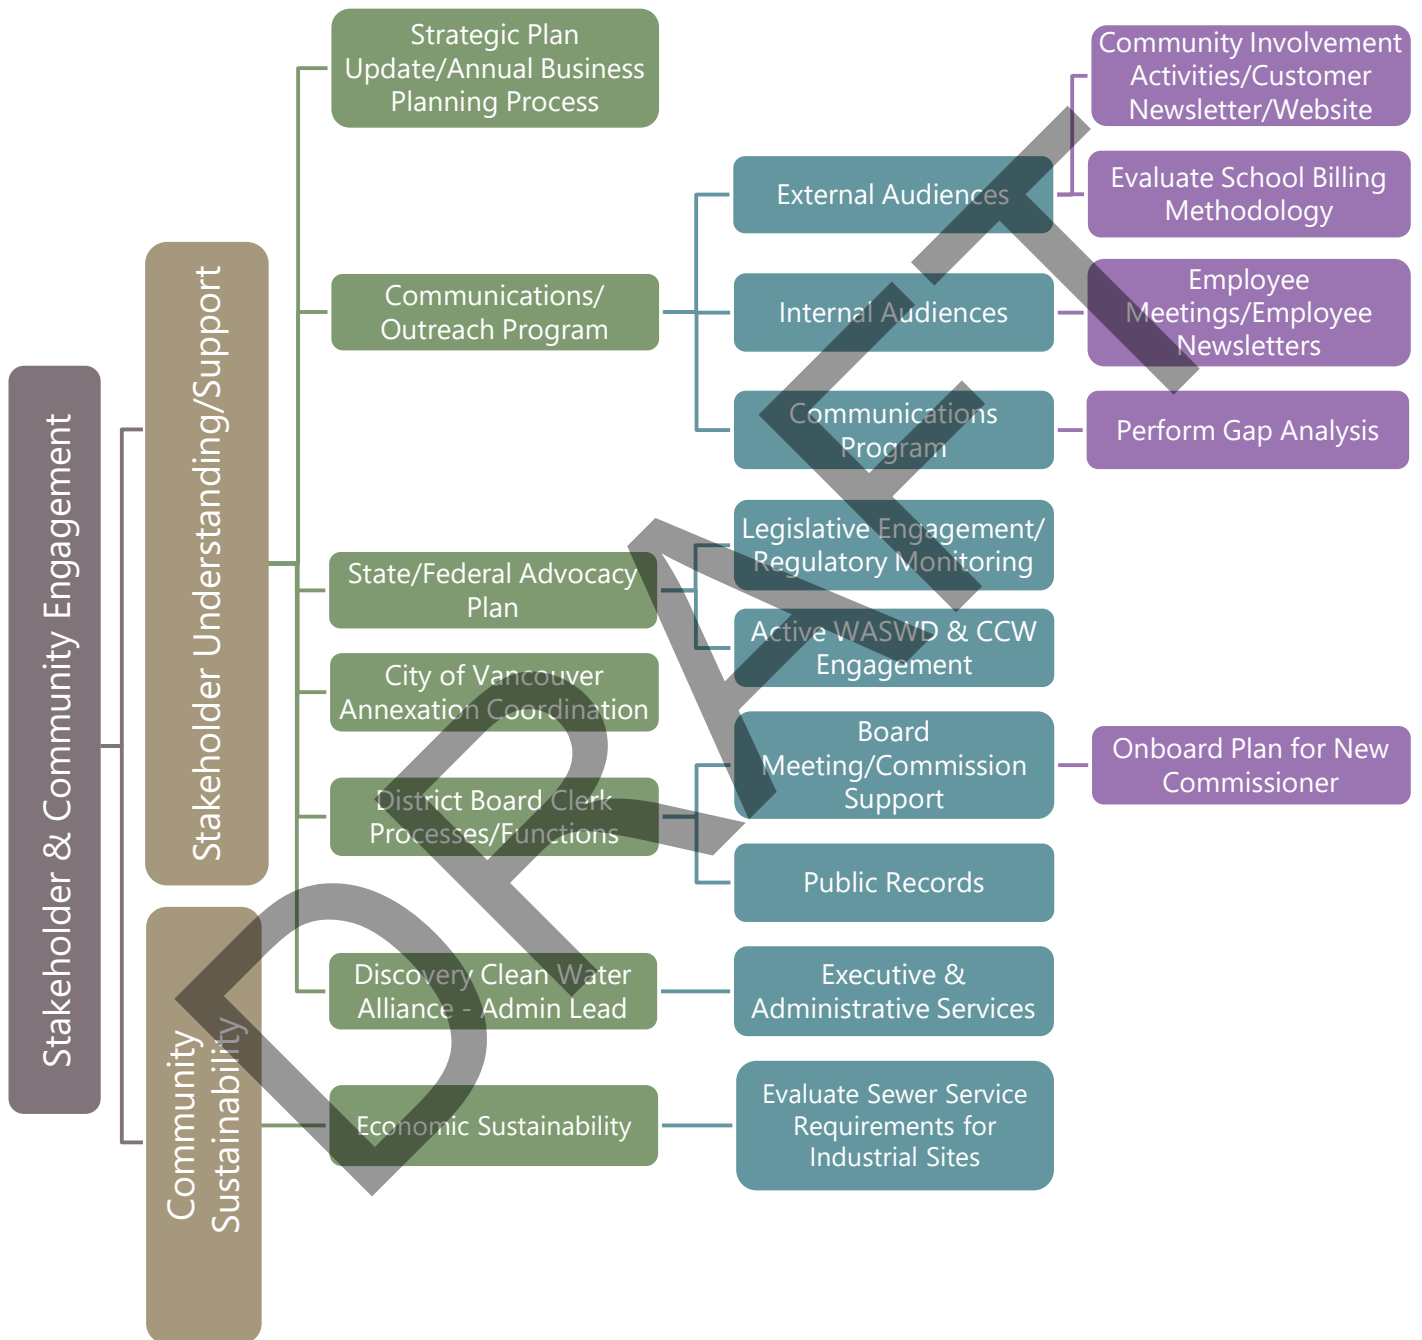 Stakeholder & Community Engagement
Stakeholder Understanding/Support
Strategic Plan
Update/Annual Business
Planning Process
Communications/
Outreach Program
External Audiences
Community Involvement
Activities/Customer
Newsletter/Website
Evaluate School Billing
Methodology
Internal Audiences
Employee
Meetings/Employee
Newsletters
Communications
Program
Perform Gap Analysis
State/Federal Advocacy
Plan
Legislative Engagement/
Regulatory Monitoring
Active WASWD & CCW
Engagement
City of Vancouver
Annexation Coordination
District Board Clerk
Processes/Functions
Board
Meeting/Commission
Support
Onboard Plan for New
Commissioner
Public Records
Discovery Clean Water
Alliance - Admin Lead
Executive &
Administrative Services
Community
Sustainability
Economic Sustainability
Evaluate Sewer Service
Requirements for
Industrial Sites
DRAFT